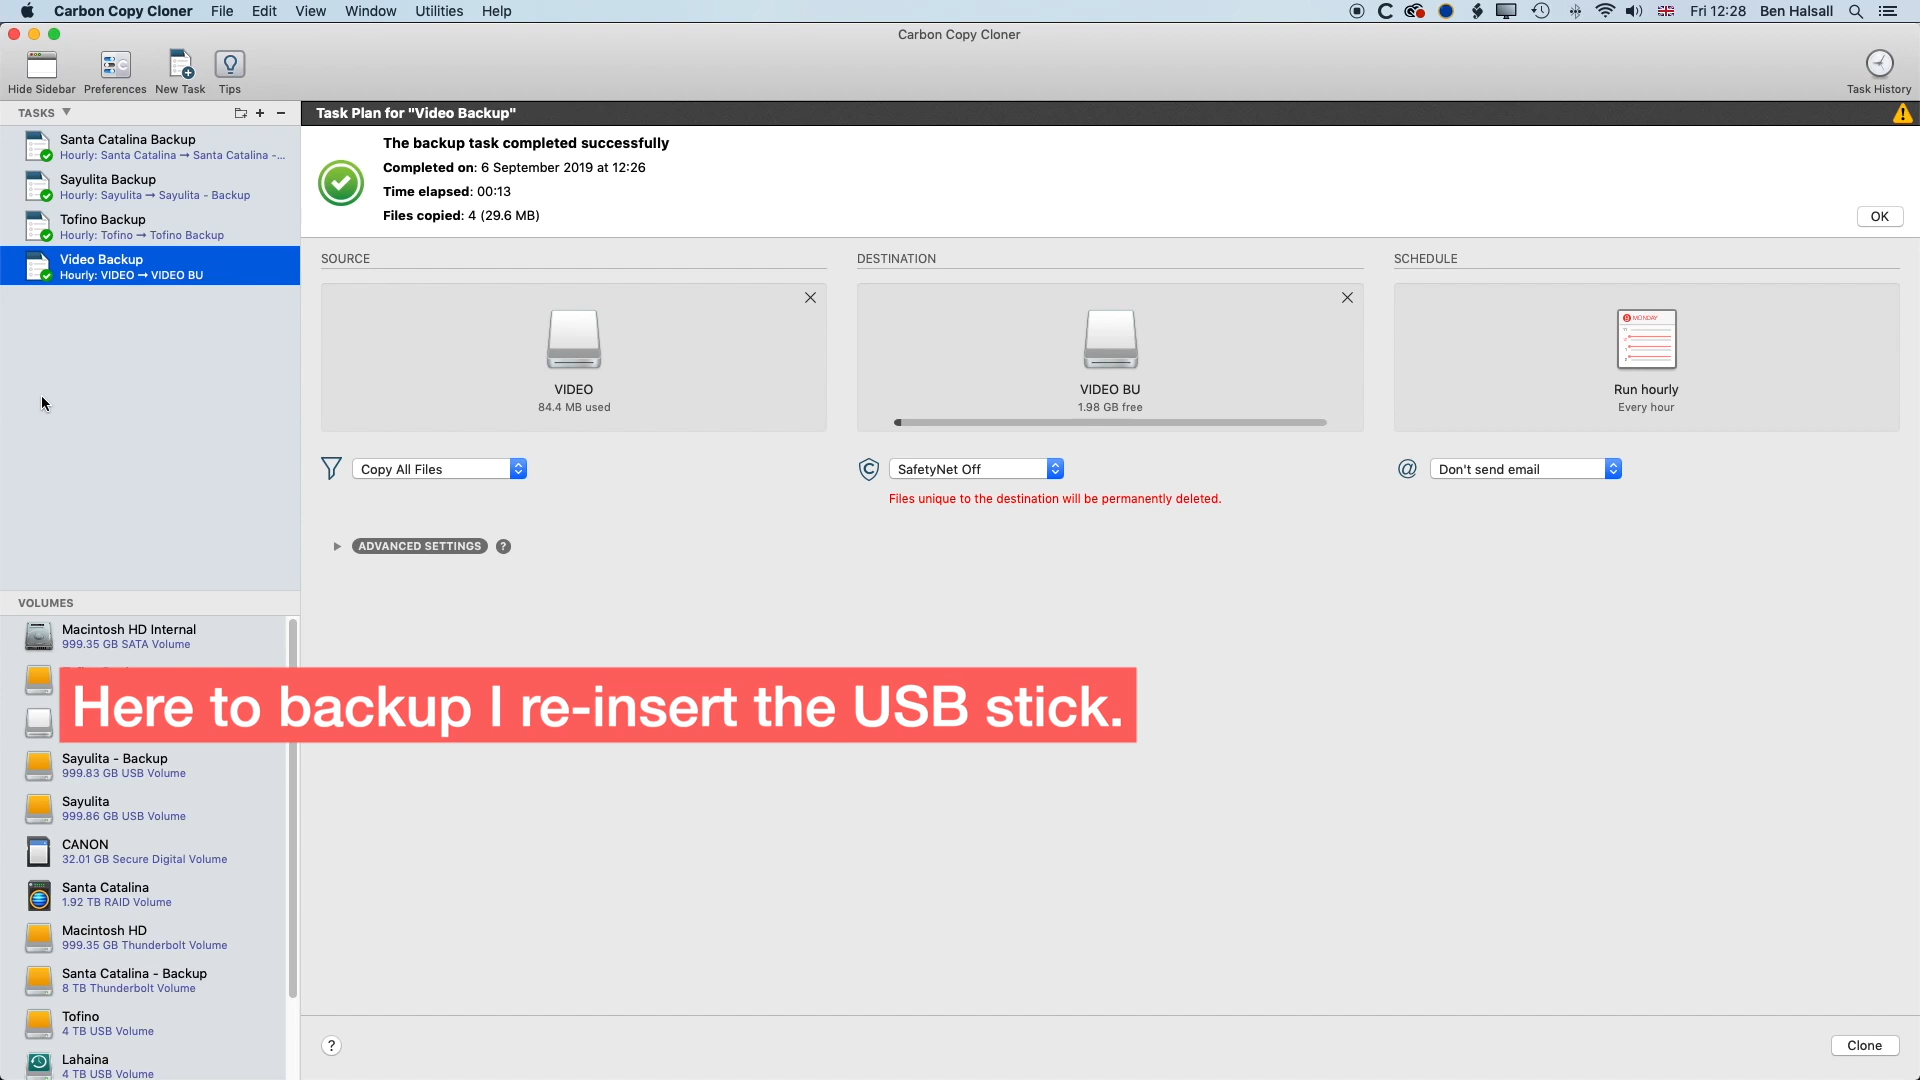 Carbon Copy Cloner File Edit View Window Utilities Help
Fri 12:28 Ben Halsall
Carbon Copy Cloner
Hide Sidebar Preferences New Task Tips
Task History
TASKS
Santa Catalina Backup
Hourly: Santa Catalina → Santa Catalina -...
Sayulita Backup
Hourly: Sayulita → Sayulita - Backup
Tofino Backup
Hourly: Tofino → Tofino Backup
Video Backup
Hourly: VIDEO → VIDEO BU
Task Plan for "Video Backup"
The backup task completed successfully
Completed on: 6 September 2019 at 12:26
Time elapsed: 00:13
Files copied: 4 (29.6 MB)
OK
SOURCE
VIDEO
84.4 MB used
Copy All Files
DESTINATION
VIDEO BU
1.98 GB free
SafetyNet Off
Files unique to the destination will be permanently deleted.
SCHEDULE
MONDAY
Run hourly
Every hour
@ Don't send email
ADVANCED SETTINGS ?
VOLUMES
Macintosh HD Internal
999.35 GB SATA Volume
Here to backup I re-insert the USB stick.
Sayulita - Backup
999.83 GB USB Volume
Sayulita
999.86 GB USB Volume
CANON
32.01 GB Secure Digital Volume
Santa Catalina
1.92 TB RAID Volume
Macintosh HD
999.35 GB Thunderbolt Volume
Santa Catalina - Backup
8 TB Thunderbolt Volume
Tofino
4 TB USB Volume
Lahaina
4 TB USB Volume
?
Clone